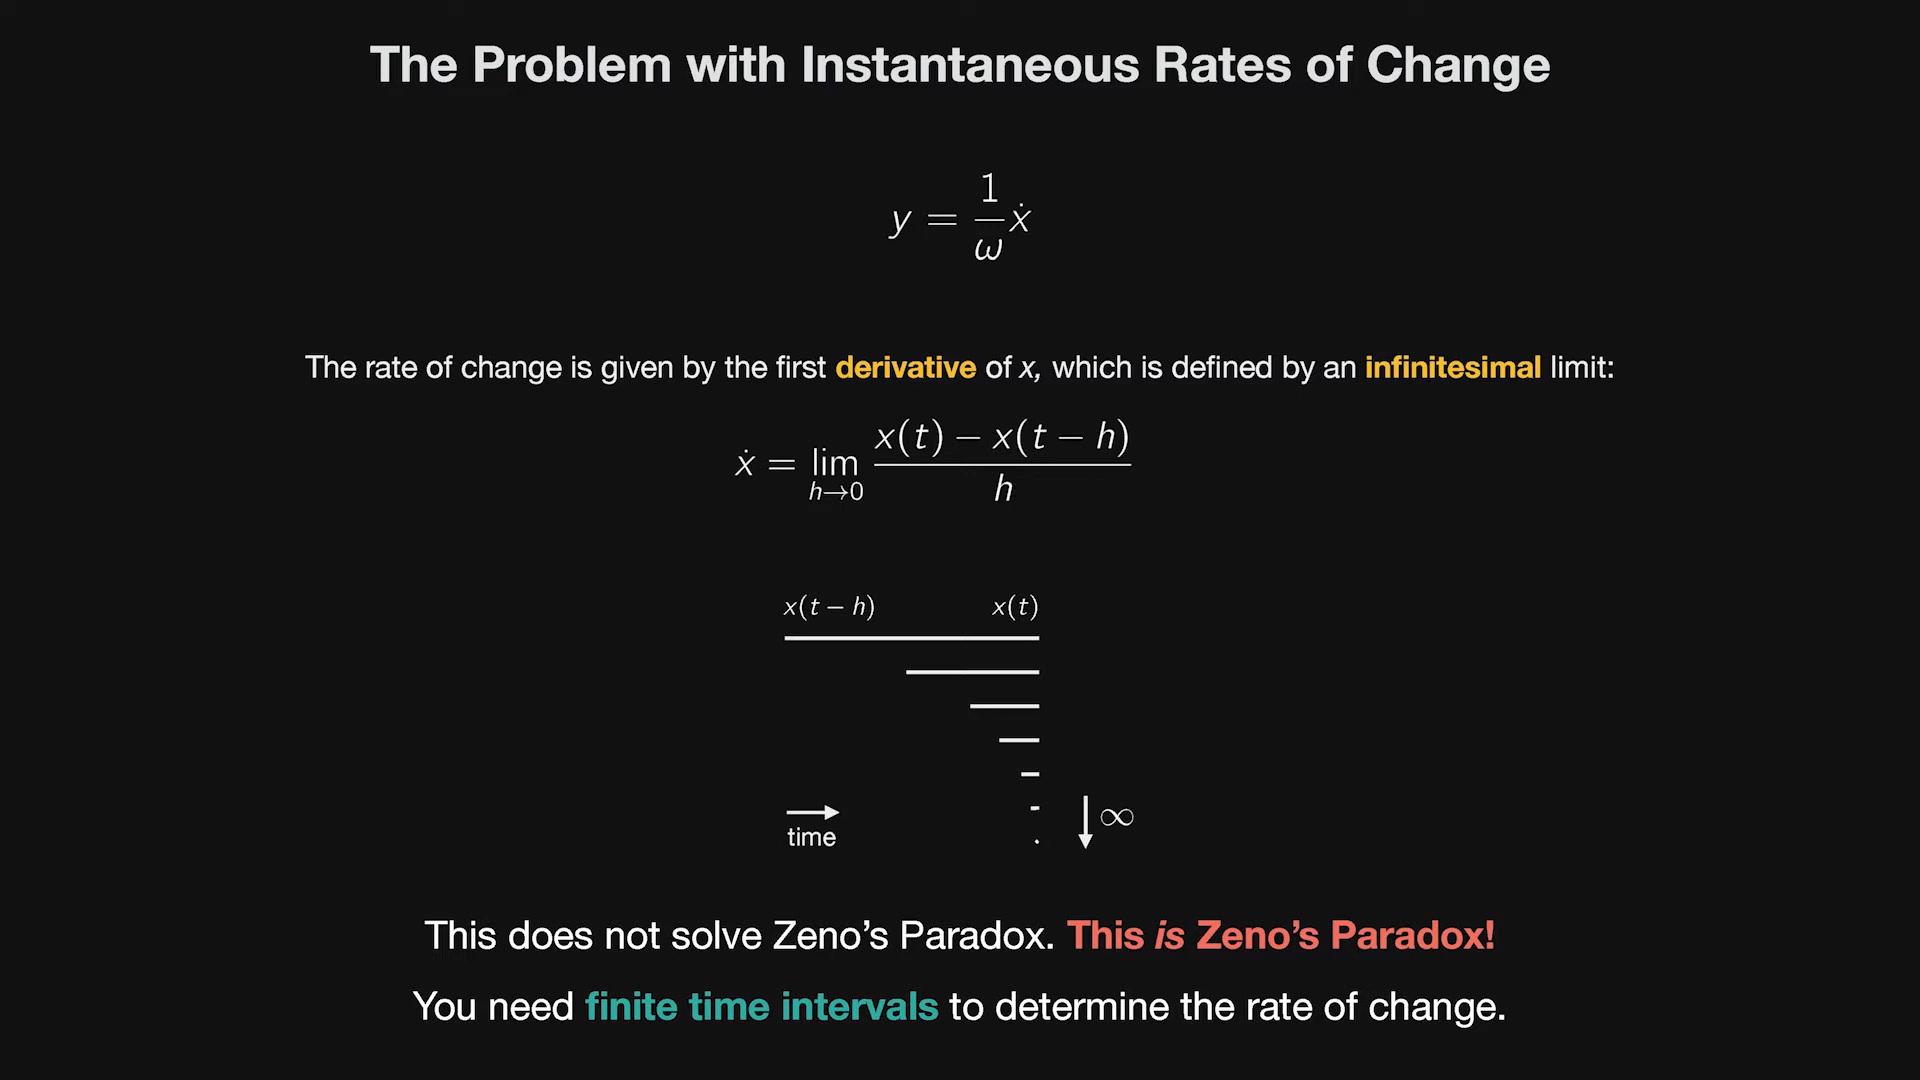 The Problem with Instantaneous Rates of Change
y = 1/ω ẋ
The rate of change is given by the first derivative of x, which is defined by an infinitesimal limit:
ẋ = lim h→0 x(t) − x(t − h) / h
x(t − h) x(t)
time
∞
This does not solve Zeno’s Paradox. This is Zeno’s Paradox!
You need finite time intervals to determine the rate of change.